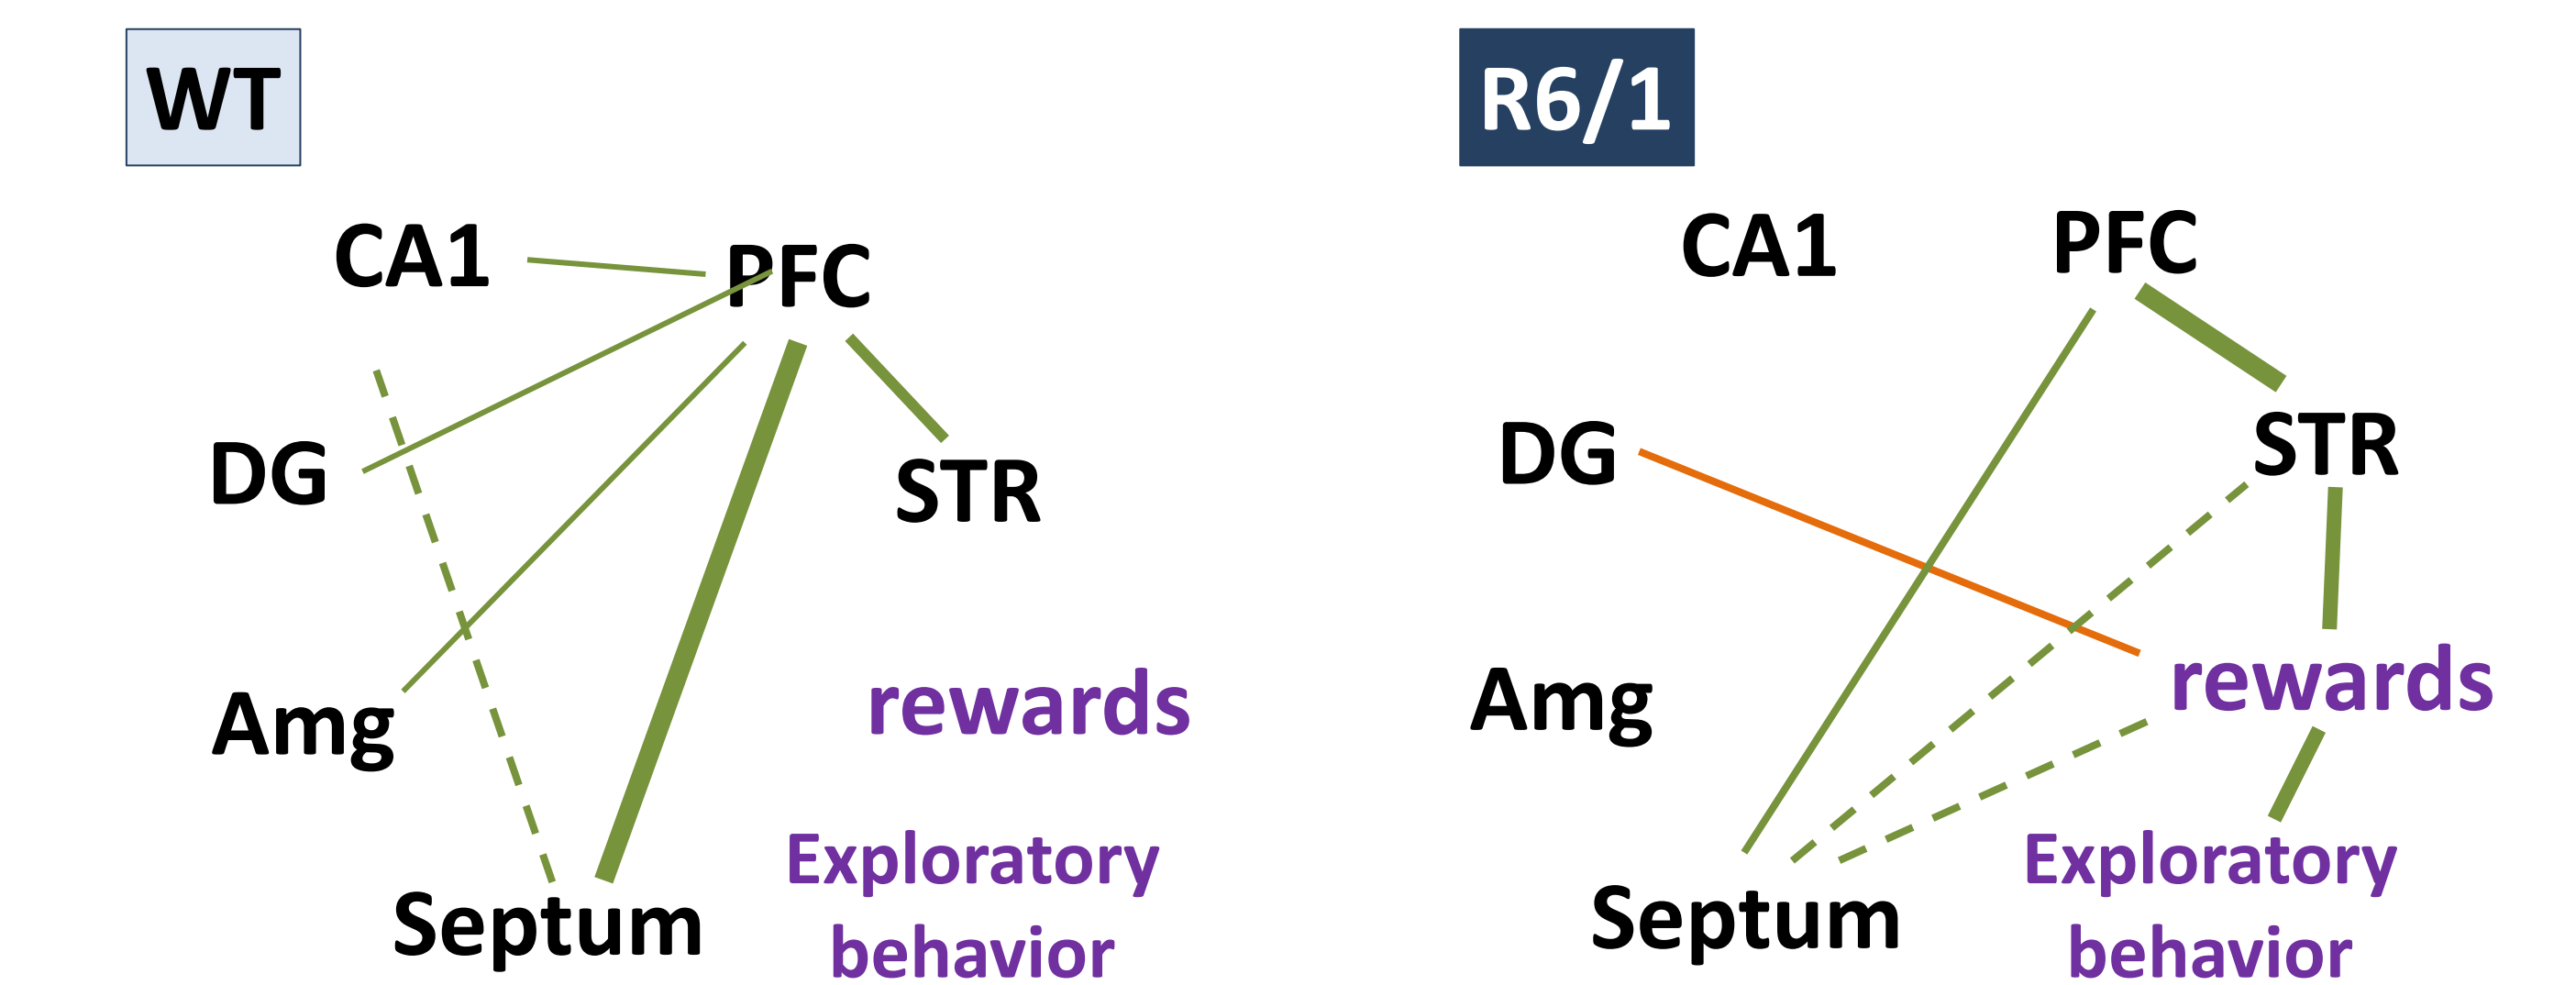 WT
CA1
PFC
DG
STR
Amg
rewards
Exploratory
behavior
Septum
R6/1
CA1
PFC
DG
STR
Amg
rewards
Exploratory
behavior
Septum